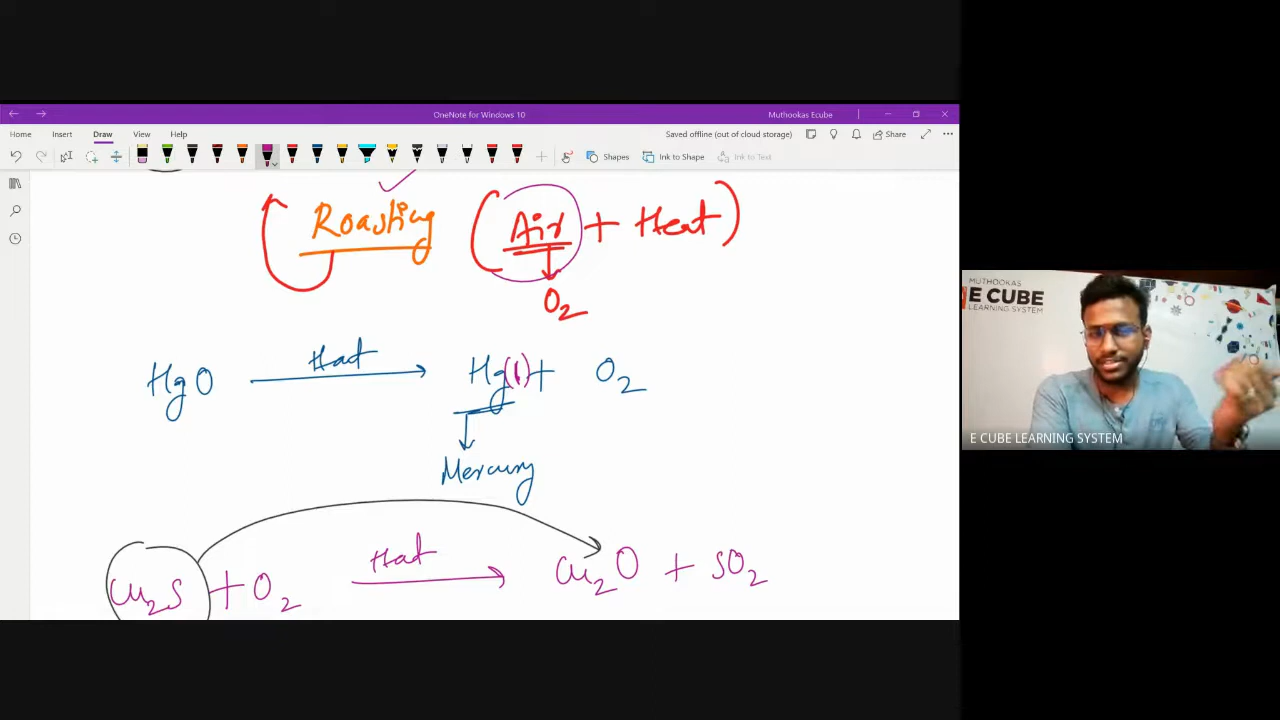 OneNote for Windows 10
Muthookas Ecube
Home Insert Draw View Help
Saved offline (out of cloud storage)
Share
Shapes
Ink to Shape
Ink to Text
Roasting (Air + Heat)
O2
HgO Heat Hg(l) + O2
Mercury
Cu2S + O2 Heat Cu2O + SO2
MUTHOOKAS
E CUBE
LEARNING SYSTEM
E CUBE LEARNING SYSTEM